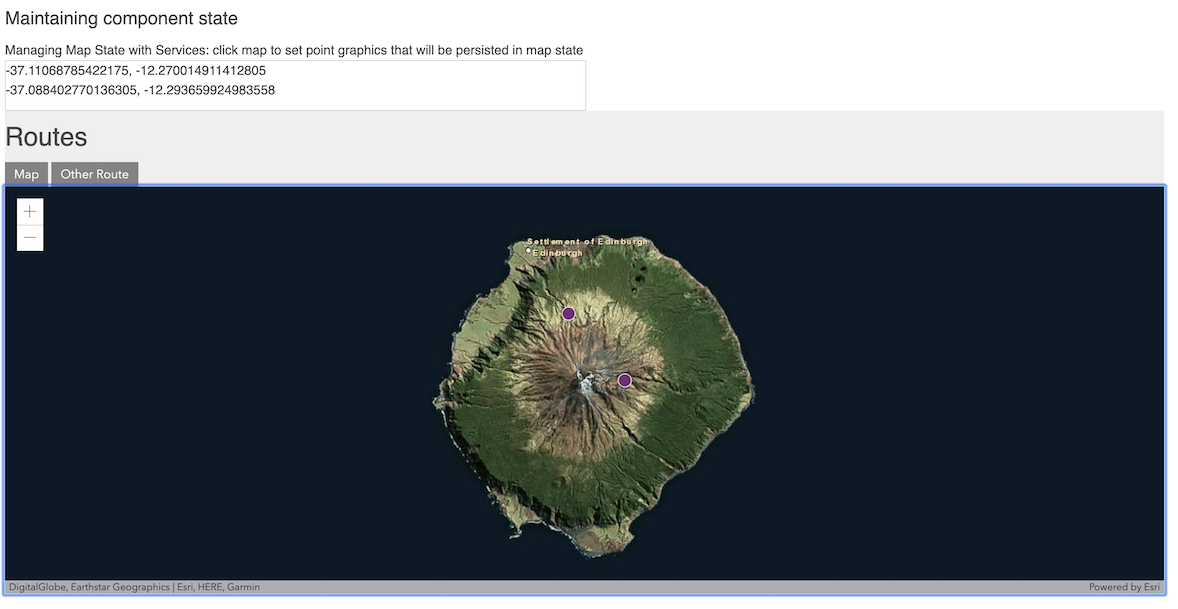 Maintaining component state
Managing Map State with Services: click map to set point graphics that will be persisted in map state
-37.11068785422175, -12.270014911412805
-37.088402770136305, -12.293659924983558
Routes
Map
Other Route
+
−
Settlement of Edinburgh
Edinburgh
DigitalGlobe, Earthstar Geographics | Esri, HERE, Garmin
Powered by Esri